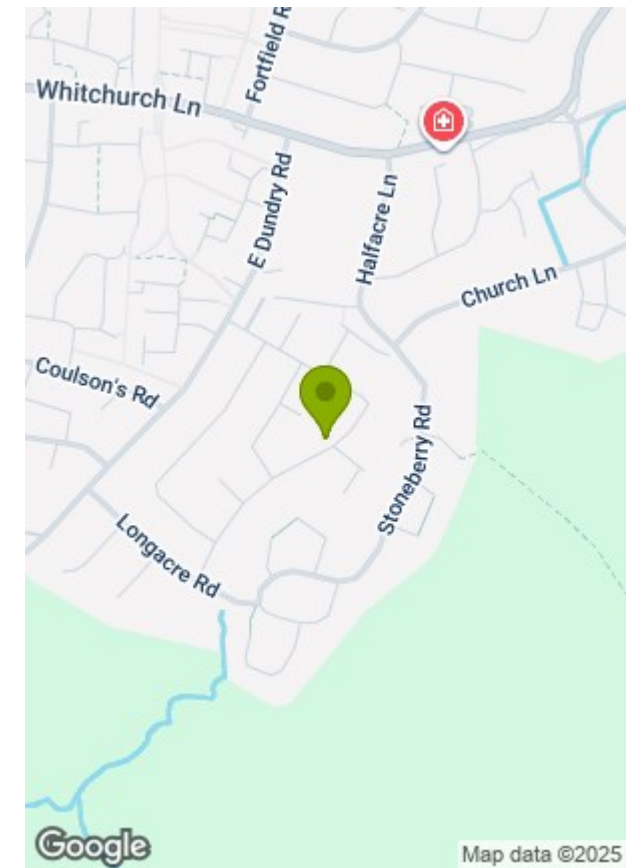 Fortfield R
Whitchurch Ln
E Dundry Rd
Halfacre Ln
Church Ln
Coulson's Rd
Stoneberry Rd
Longacre Rd
Google
Map data ©2025